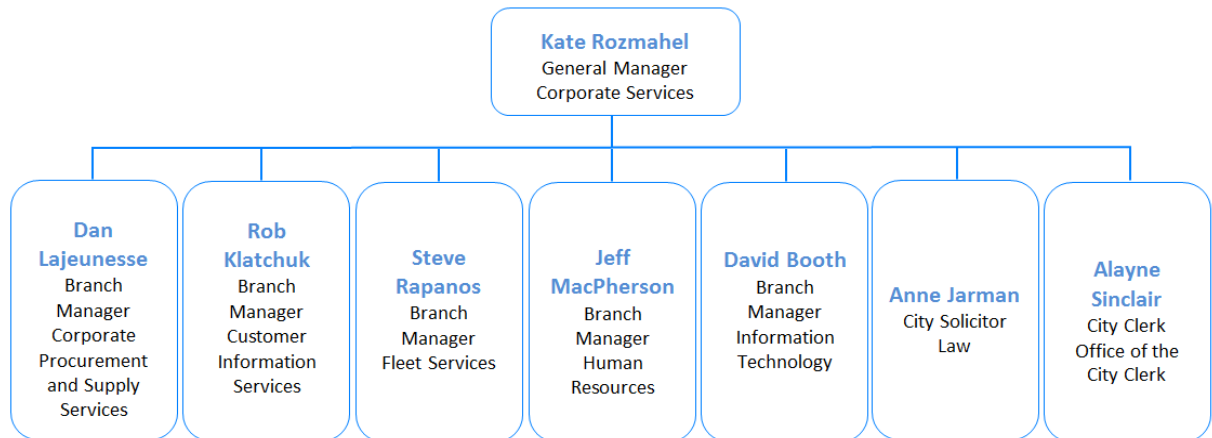 Kate Rozmahel
General Manager
Corporate Services
Dan
Lajeunesse
Branch
Manager
Corporate
Procurement
and Supply
Services
Rob
Klatchuk
Branch
Manager
Customer
Information
Services
Steve
Rapanos
Branch
Manager
Fleet Services
Jeff
MacPherson
Branch
Manager
Human
Resources
David Booth
Branch
Manager
Information
Technology
Anne Jarman
City Solicitor
Law
Alayne
Sinclair
City Clerk
Office of the
City Clerk